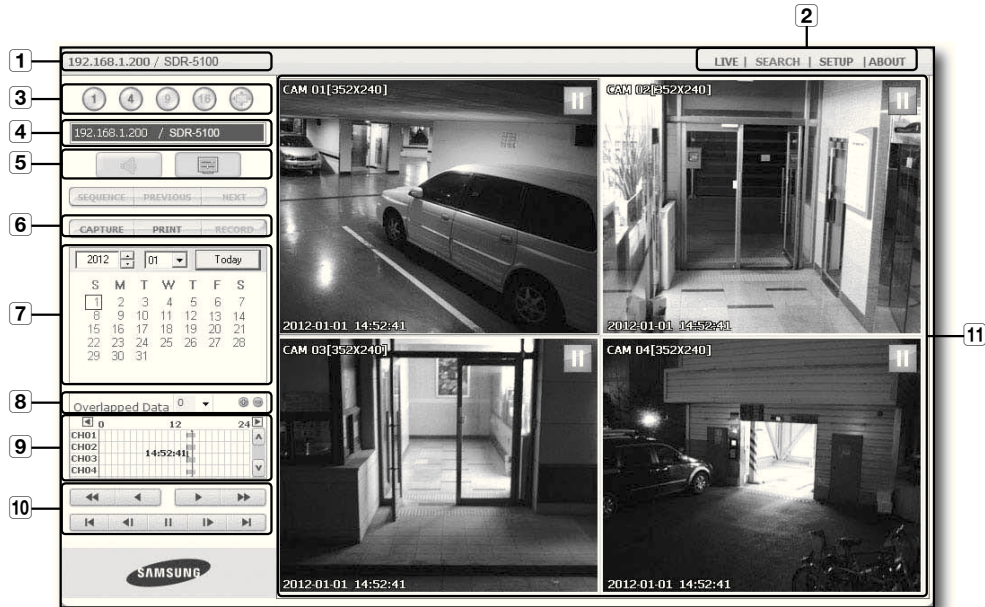 2
1
192.168.1.200 / SDR-5100
LIVE | SEARCH | SETUP | ABOUT
3
1 4 9 16
4
192.168.1.200 / SDR-5100
5
SEQUENCE PREVIOUS NEXT
6
CAPTURE PRINT RECORD
7
2012 01 Today
S M T W T F S
1 2 3 4 5 6 7
8 9 10 11 12 13 14
15 16 17 18 19 20 21
22 23 24 25 26 27 28
29 30 31
8
Overlapped Data 0
9
0 12 24
CH01
CH02
CH03
CH04
14:52:41
10
SAMSUNG
CAM 01[352X240]
2012-01-01 14:52:41
CAM 02[352X240]
2012-01-01 14:52:41
CAM 03[352X240]
2012-01-01 14:52:41
CAM 04[352X240]
2012-01-01 14:52:41
11